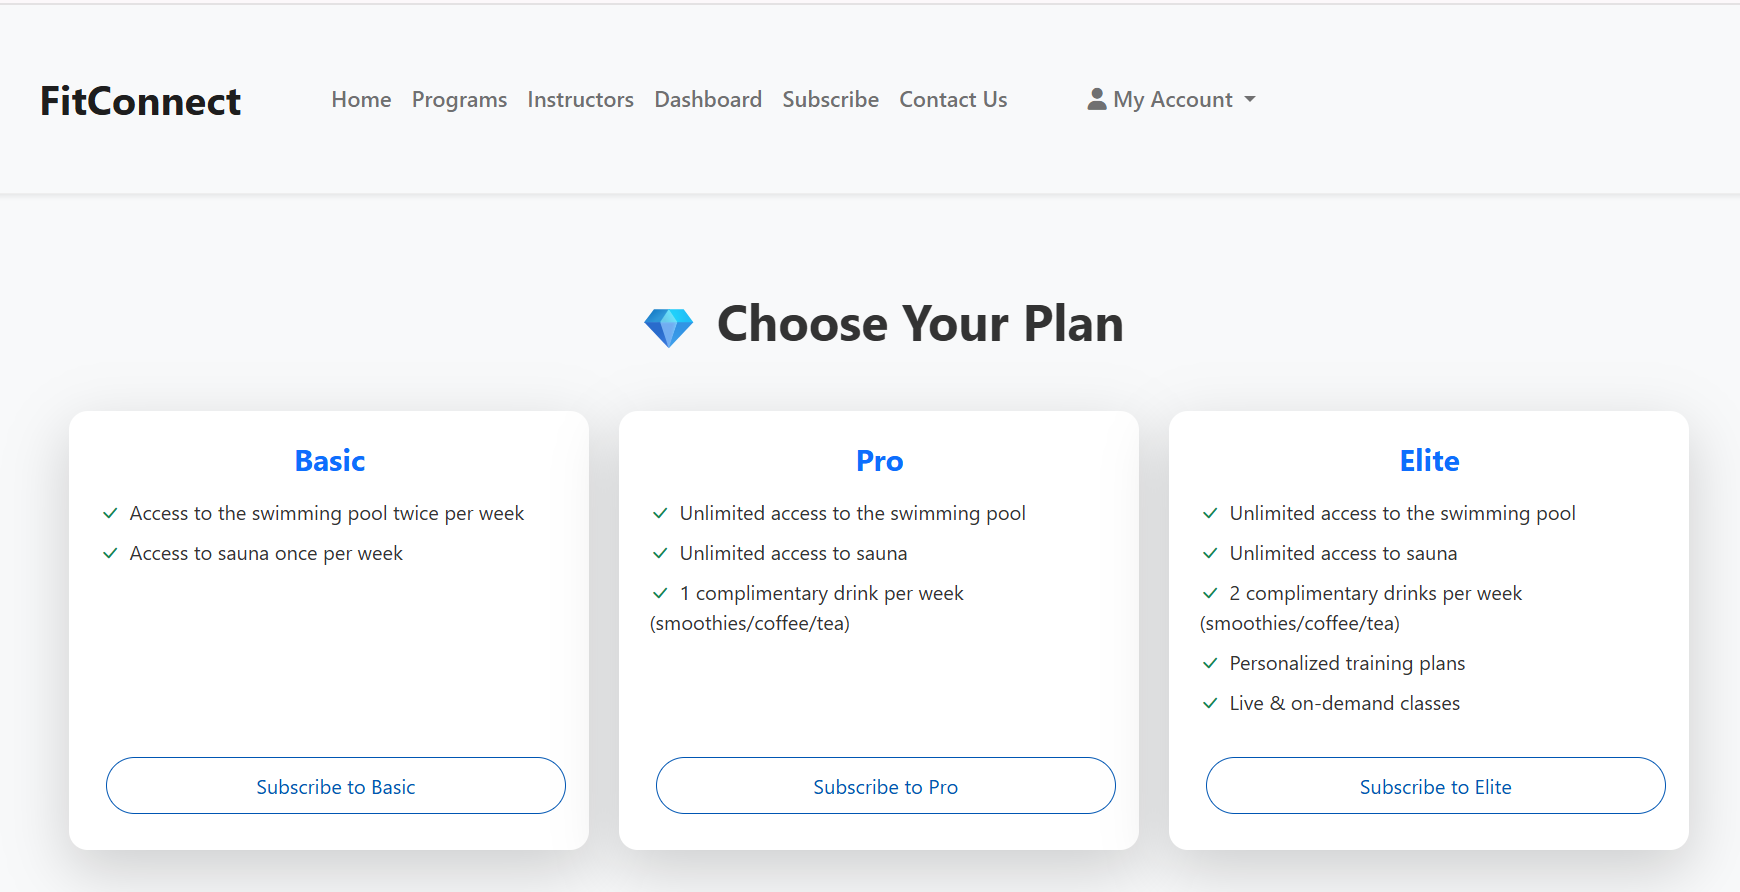 FitConnect
Home Programs Instructors Dashboard Subscribe Contact Us My Account
Choose Your Plan
Basic
Access to the swimming pool twice per week
Access to sauna once per week
Subscribe to Basic
Pro
Unlimited access to the swimming pool
Unlimited access to sauna
1 complimentary drink per week
(smoothies/coffee/tea)
Subscribe to Pro
Elite
Unlimited access to the swimming pool
Unlimited access to sauna
2 complimentary drinks per week
(smoothies/coffee/tea)
Personalized training plans
Live & on-demand classes
Subscribe to Elite